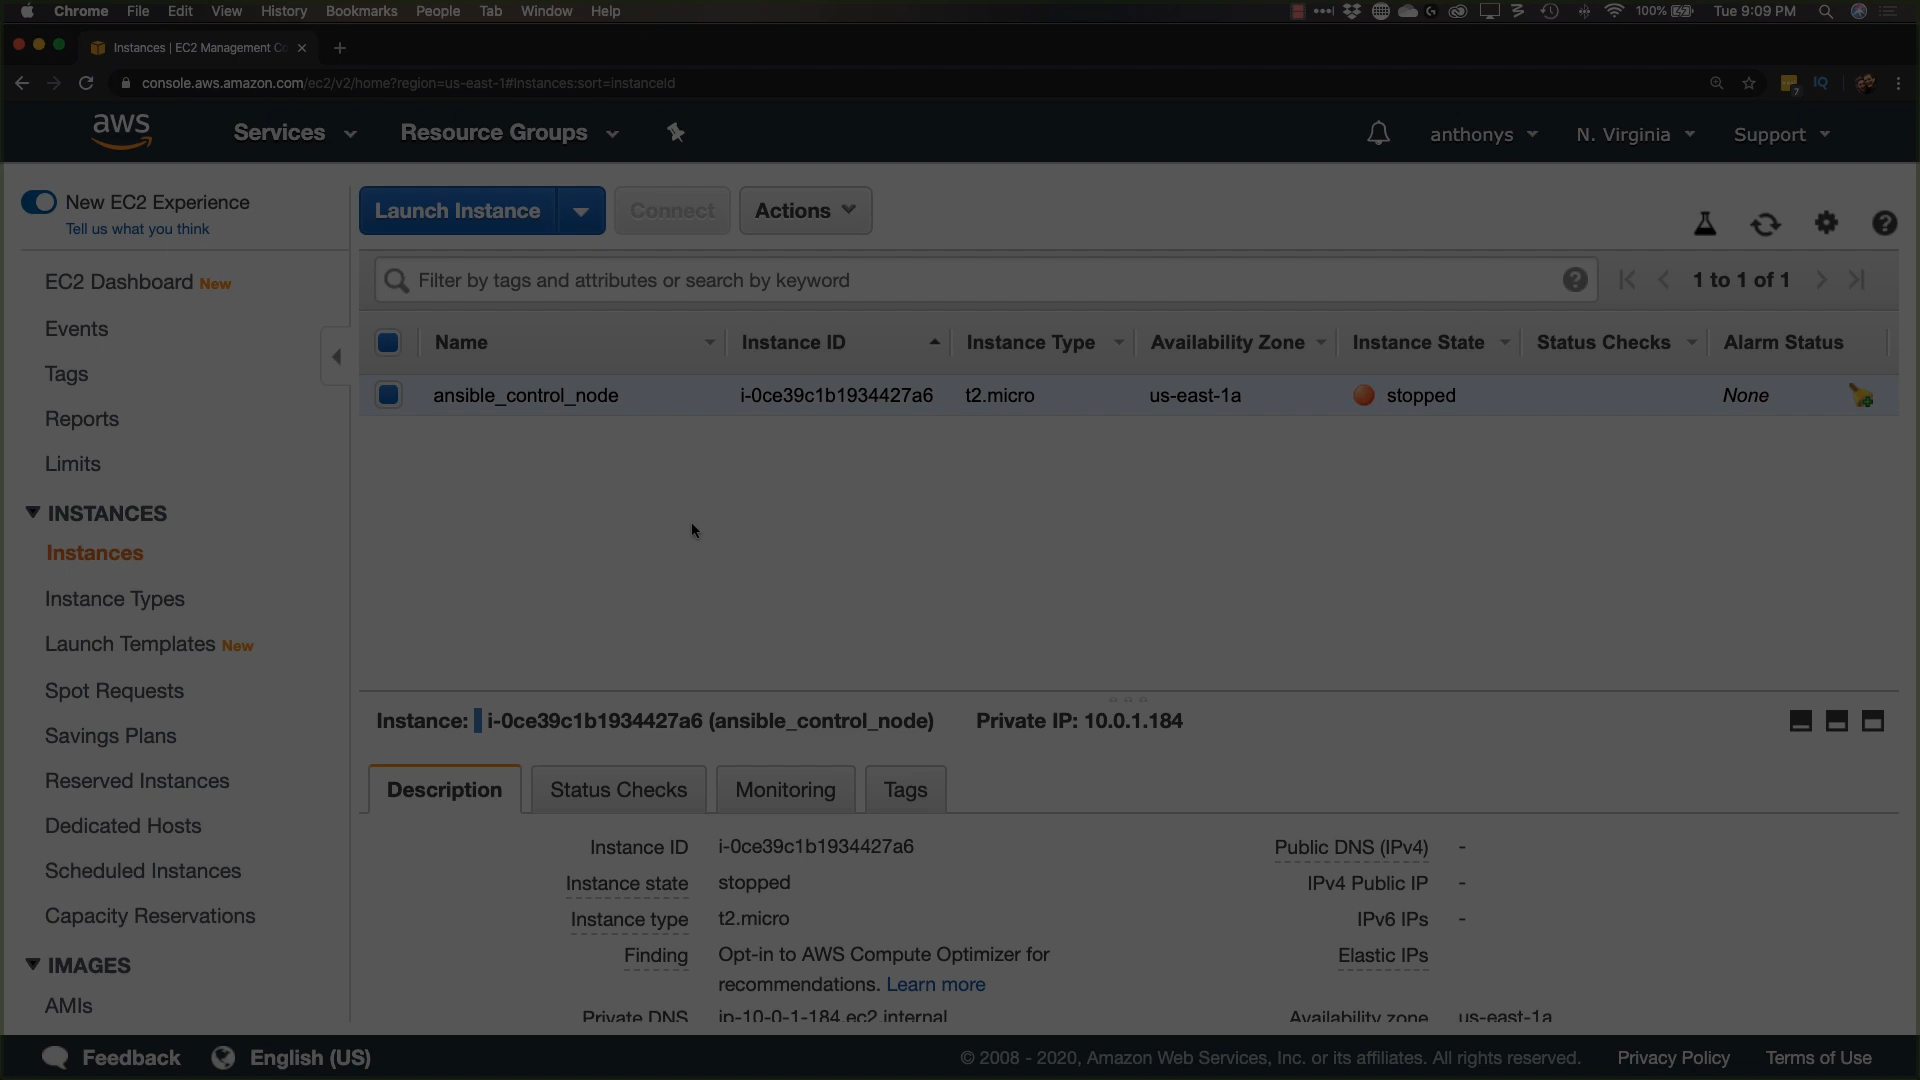 Chrome File Edit View History Bookmarks People Tab Window Help
100% Tue 9:09 PM
Instances | EC2 Management Co
console.aws.amazon.com/ec2/v2/home?region=us-east-1#Instances:sort=instanceId
7 IQ
aws Services Resource Groups anthonys N. Virginia Support
New EC2 Experience
Tell us what you think
EC2 Dashboard New
Events
Tags
Reports
Limits
INSTANCES
Instances
Instance Types
Launch Templates New
Spot Requests
Savings Plans
Reserved Instances
Dedicated Hosts
Scheduled Instances
Capacity Reservations
IMAGES
AMIs
Launch Instance Connect Actions
Filter by tags and attributes or search by keyword 1 to 1 of 1
Name Instance ID Instance Type Availability Zone Instance State Status Checks Alarm Status
ansible_control_node i-0ce39c1b1934427a6 t2.micro us-east-1a stopped None
Instance: i-0ce39c1b1934427a6 (ansible_control_node) Private IP: 10.0.1.184
Description Status Checks Monitoring Tags
Instance ID i-0ce39c1b1934427a6 Public DNS (IPv4) -
Instance state stopped IPv4 Public IP -
Instance type t2.micro IPv6 IPs -
Finding Opt-in to AWS Compute Optimizer for Elastic IPs
recommendations. Learn more
Private DNS ip-10-0-1-184.ec2.internal Availability zone us-east-1a
Feedback English (US) © 2008 - 2020, Amazon Web Services, Inc. or its affiliates. All rights reserved. Privacy Policy Terms of Use